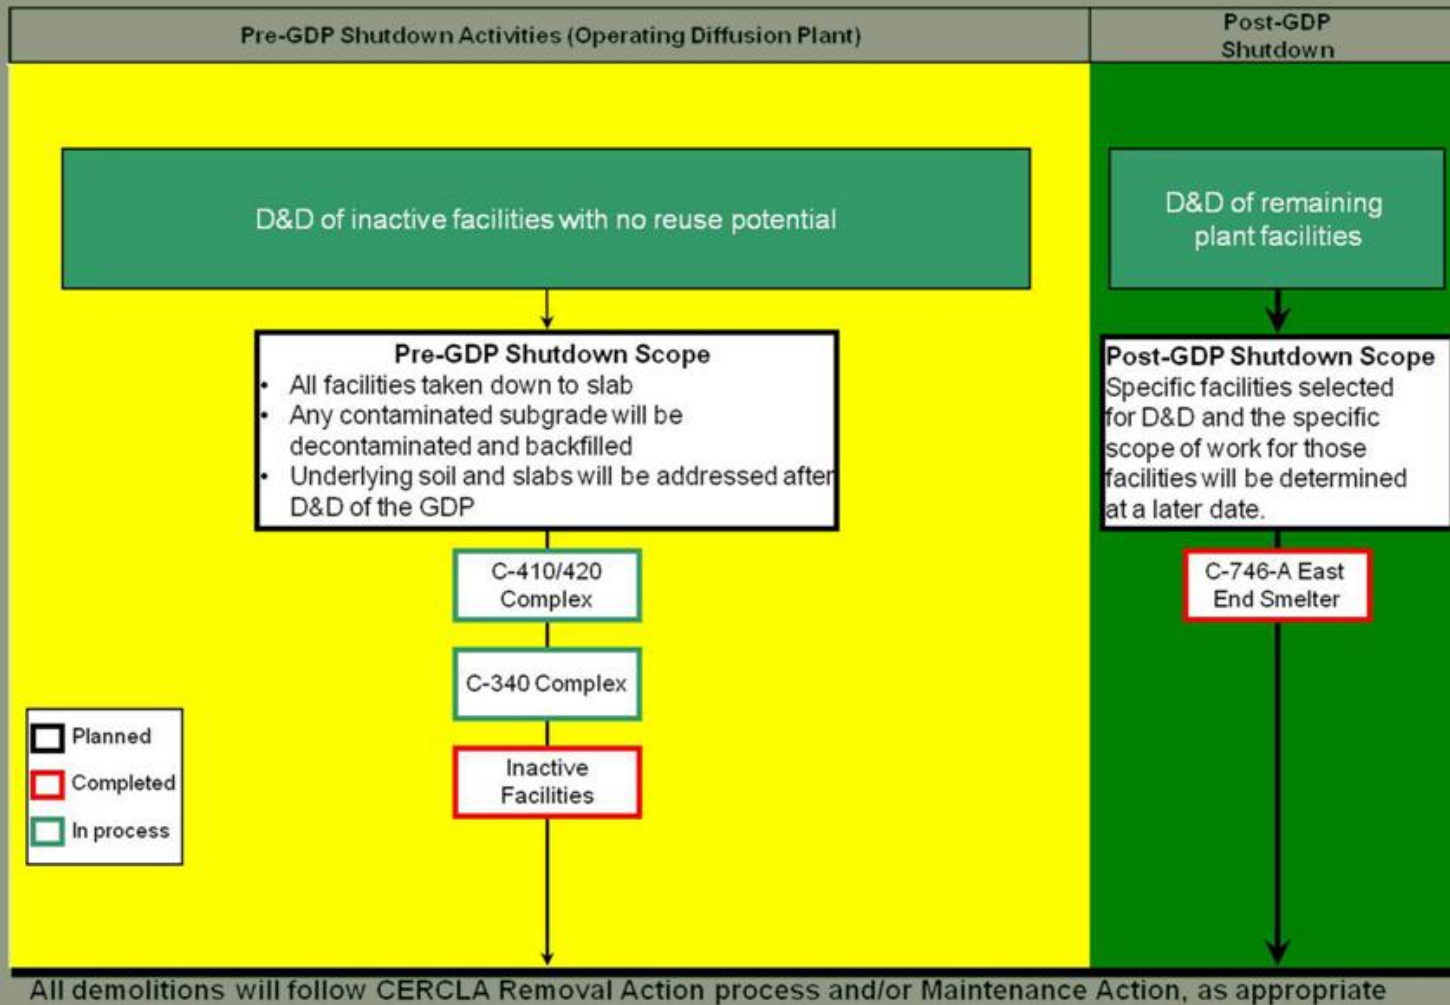 Pre-GDP Shutdown Activities (Operating Diffusion Plant)
Post-GDP
Shutdown
D&D of inactive facilities with no reuse potential
D&D of remaining
plant facilities
Pre-GDP Shutdown Scope
• All facilities taken down to slab
• Any contaminated subgrade will be
decontaminated and backfilled
• Underlying soil and slabs will be addressed after
D&D of the GDP
Post-GDP Shutdown Scope
Specific facilities selected
for D&D and the specific
scope of work for those
facilities will be determined
at a later date.
C-410/420
Complex
C-746-A East
End Smelter
C-340 Complex
Inactive
Facilities
Planned
Completed
In process
All demolitions will follow CERCLA Removal Action process and/or Maintenance Action, as appropriate